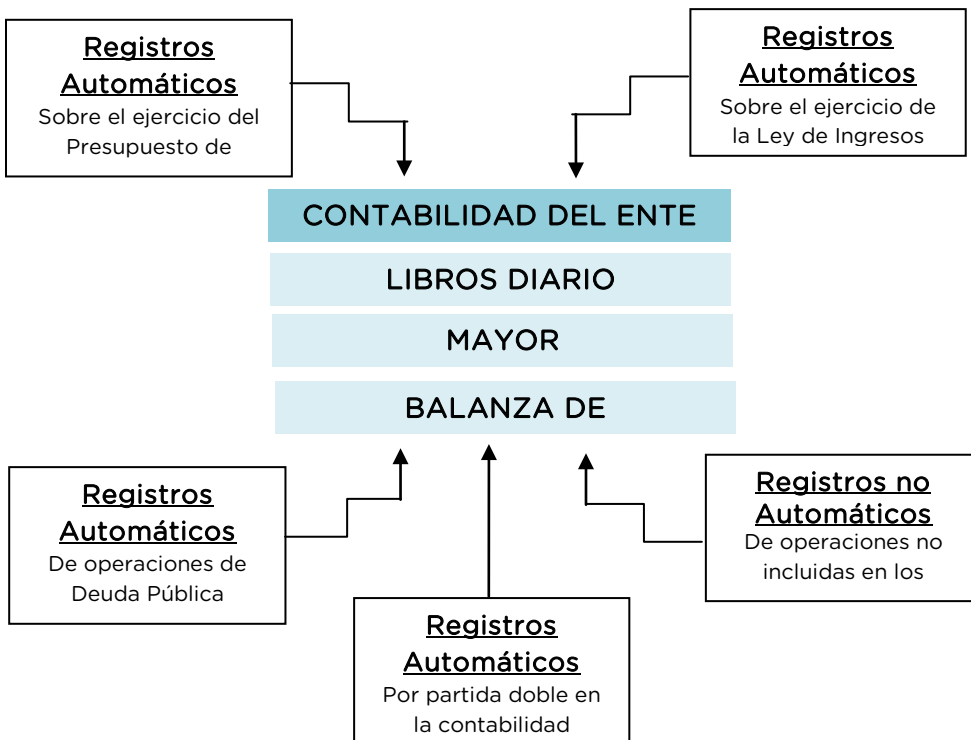 Registros
Automáticos
Sobre el ejercicio del
Presupuesto de
Registros
Automáticos
Sobre el ejercicio de
la Ley de Ingresos
CONTABILIDAD DEL ENTE
LIBROS DIARIO
MAYOR
BALANZA DE
Registros
Automáticos
De operaciones de
Deuda Pública
Registros
Automáticos
Por partida doble en
la contabilidad
Registros no
Automáticos
De operaciones no
incluidas en los